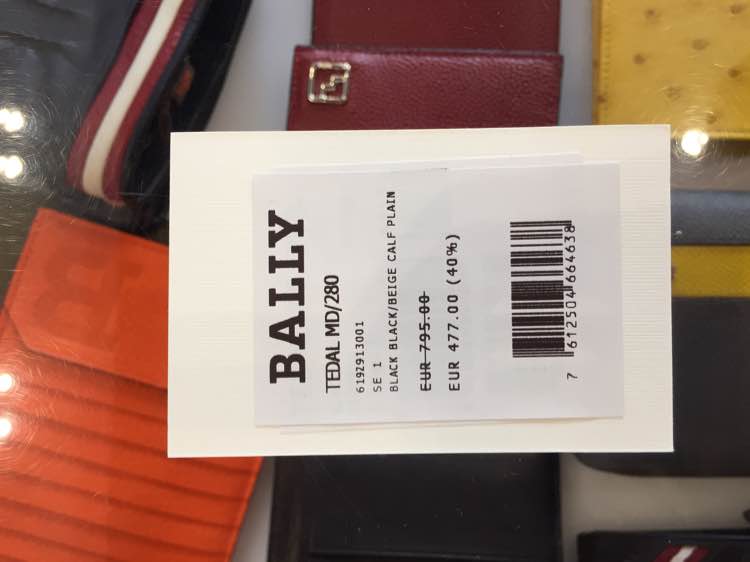 BALLY
TEDAL MD/280
6192913001
SE 1
BLACK BLACK/BEIGE CALF PLAIN
EUR 795.00
EUR 477.00 (40%)
7 612504 664638